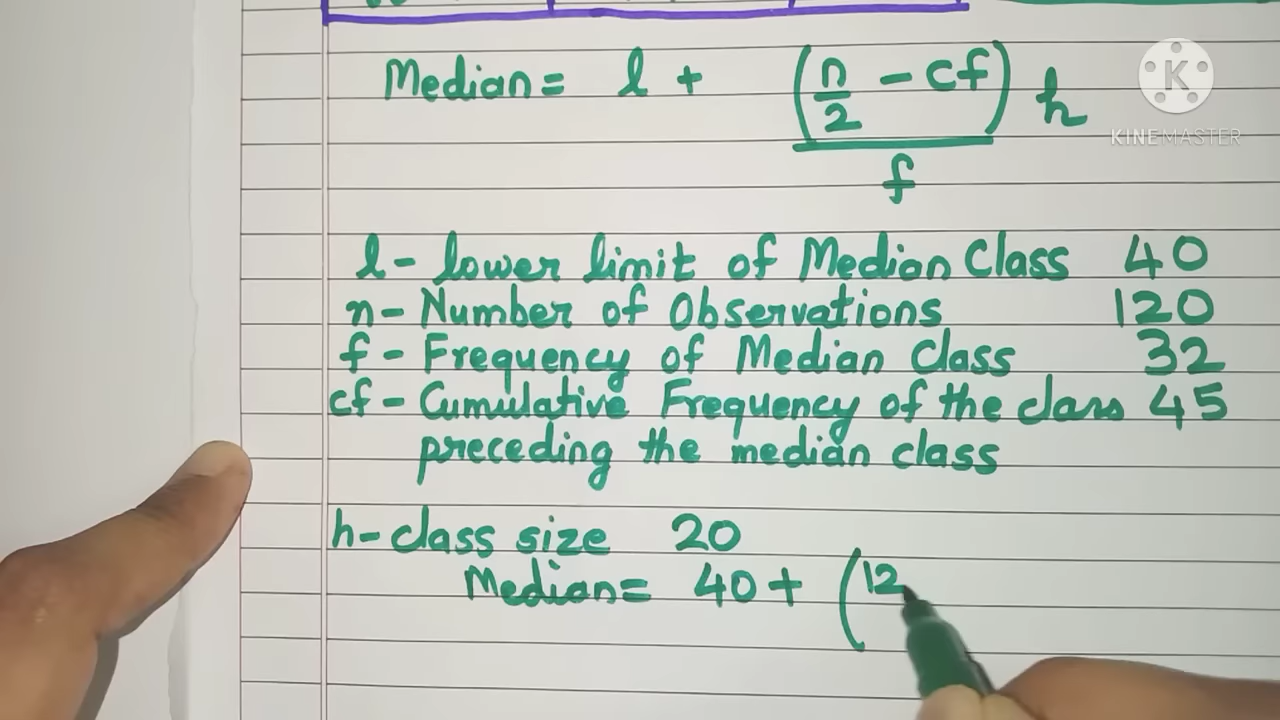 Median = l + (n/2 - cf) h
f
l - lower limit of Median Class 40
n - Number of Observations 120
f - Frequency of Median Class 32
cf - Cumulative Frequency of the class 45
preceding the median class
h - class size 20
Median = 40 + (12
K
KINEMASTER